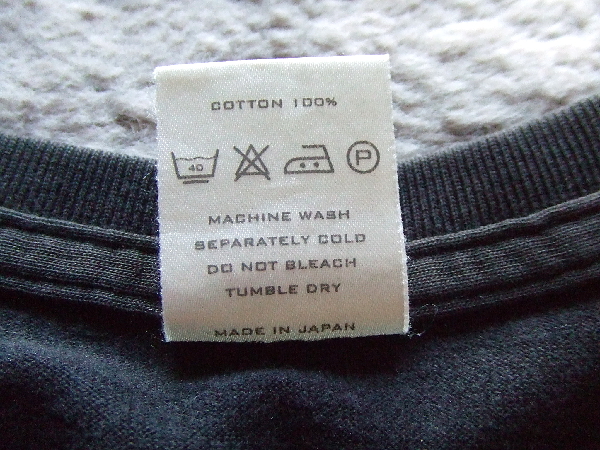 COTTON 100%
40 P
MACHINE WASH
SEPARATELY COLD
DO NOT BLEACH
TUMBLE DRY
MADE IN JAPAN